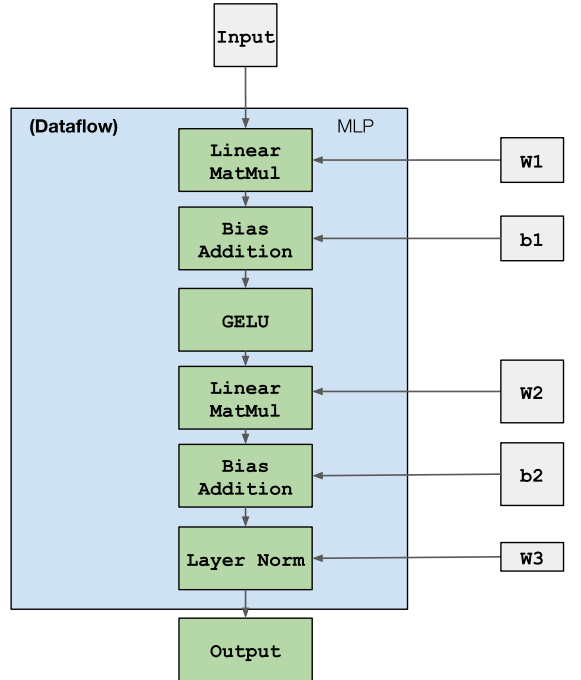 Input
(Dataflow) MLP
Linear
MatMul
W1
Bias
Addition
b1
GELU
Linear
MatMul
W2
Bias
Addition
b2
Layer Norm
W3
Output